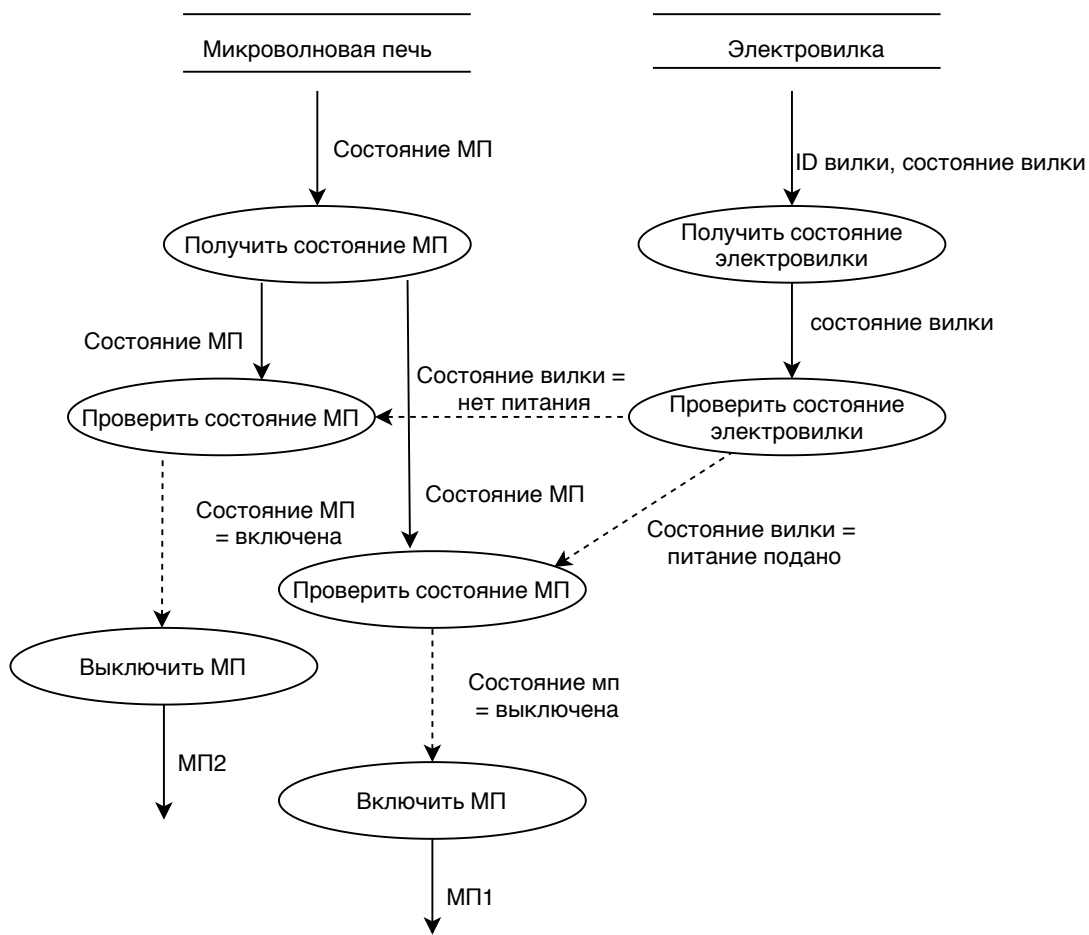 Микроволновая печь
Электровилка
Состояние МП
ID вилки, состояние вилки
Получить состояние МП
Получить состояние
электровилки
Состояние МП
состояние вилки
Состояние вилки =
нет питания
Проверить состояние МП
Проверить состояние
электровилки
Состояние МП
Состояние МП
= включена
Состояние вилки =
питание подано
Проверить состояние МП
Выключить МП
Состояние мп
= выключена
МП2
Включить МП
МП1